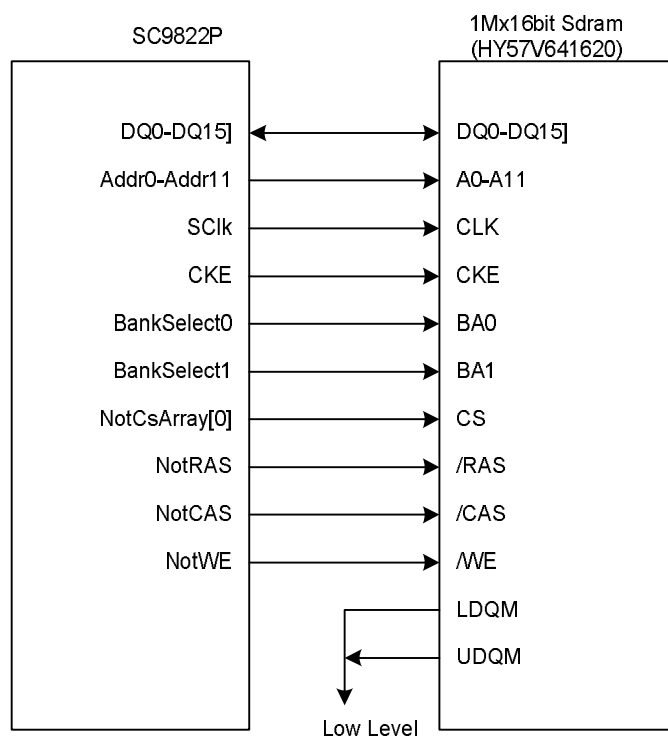 SC9822P
1Mx16bit Sdram
(HY57V641620)
DQ0-DQ15] DQ0-DQ15]
Addr0-Addr11 A0-A11
SClk CLK
CKE CKE
BankSelect0 BA0
BankSelect1 BA1
NotCsArray[0] CS
NotRAS /RAS
NotCAS /CAS
NotWE /WE
LDQM
UDQM
Low Level